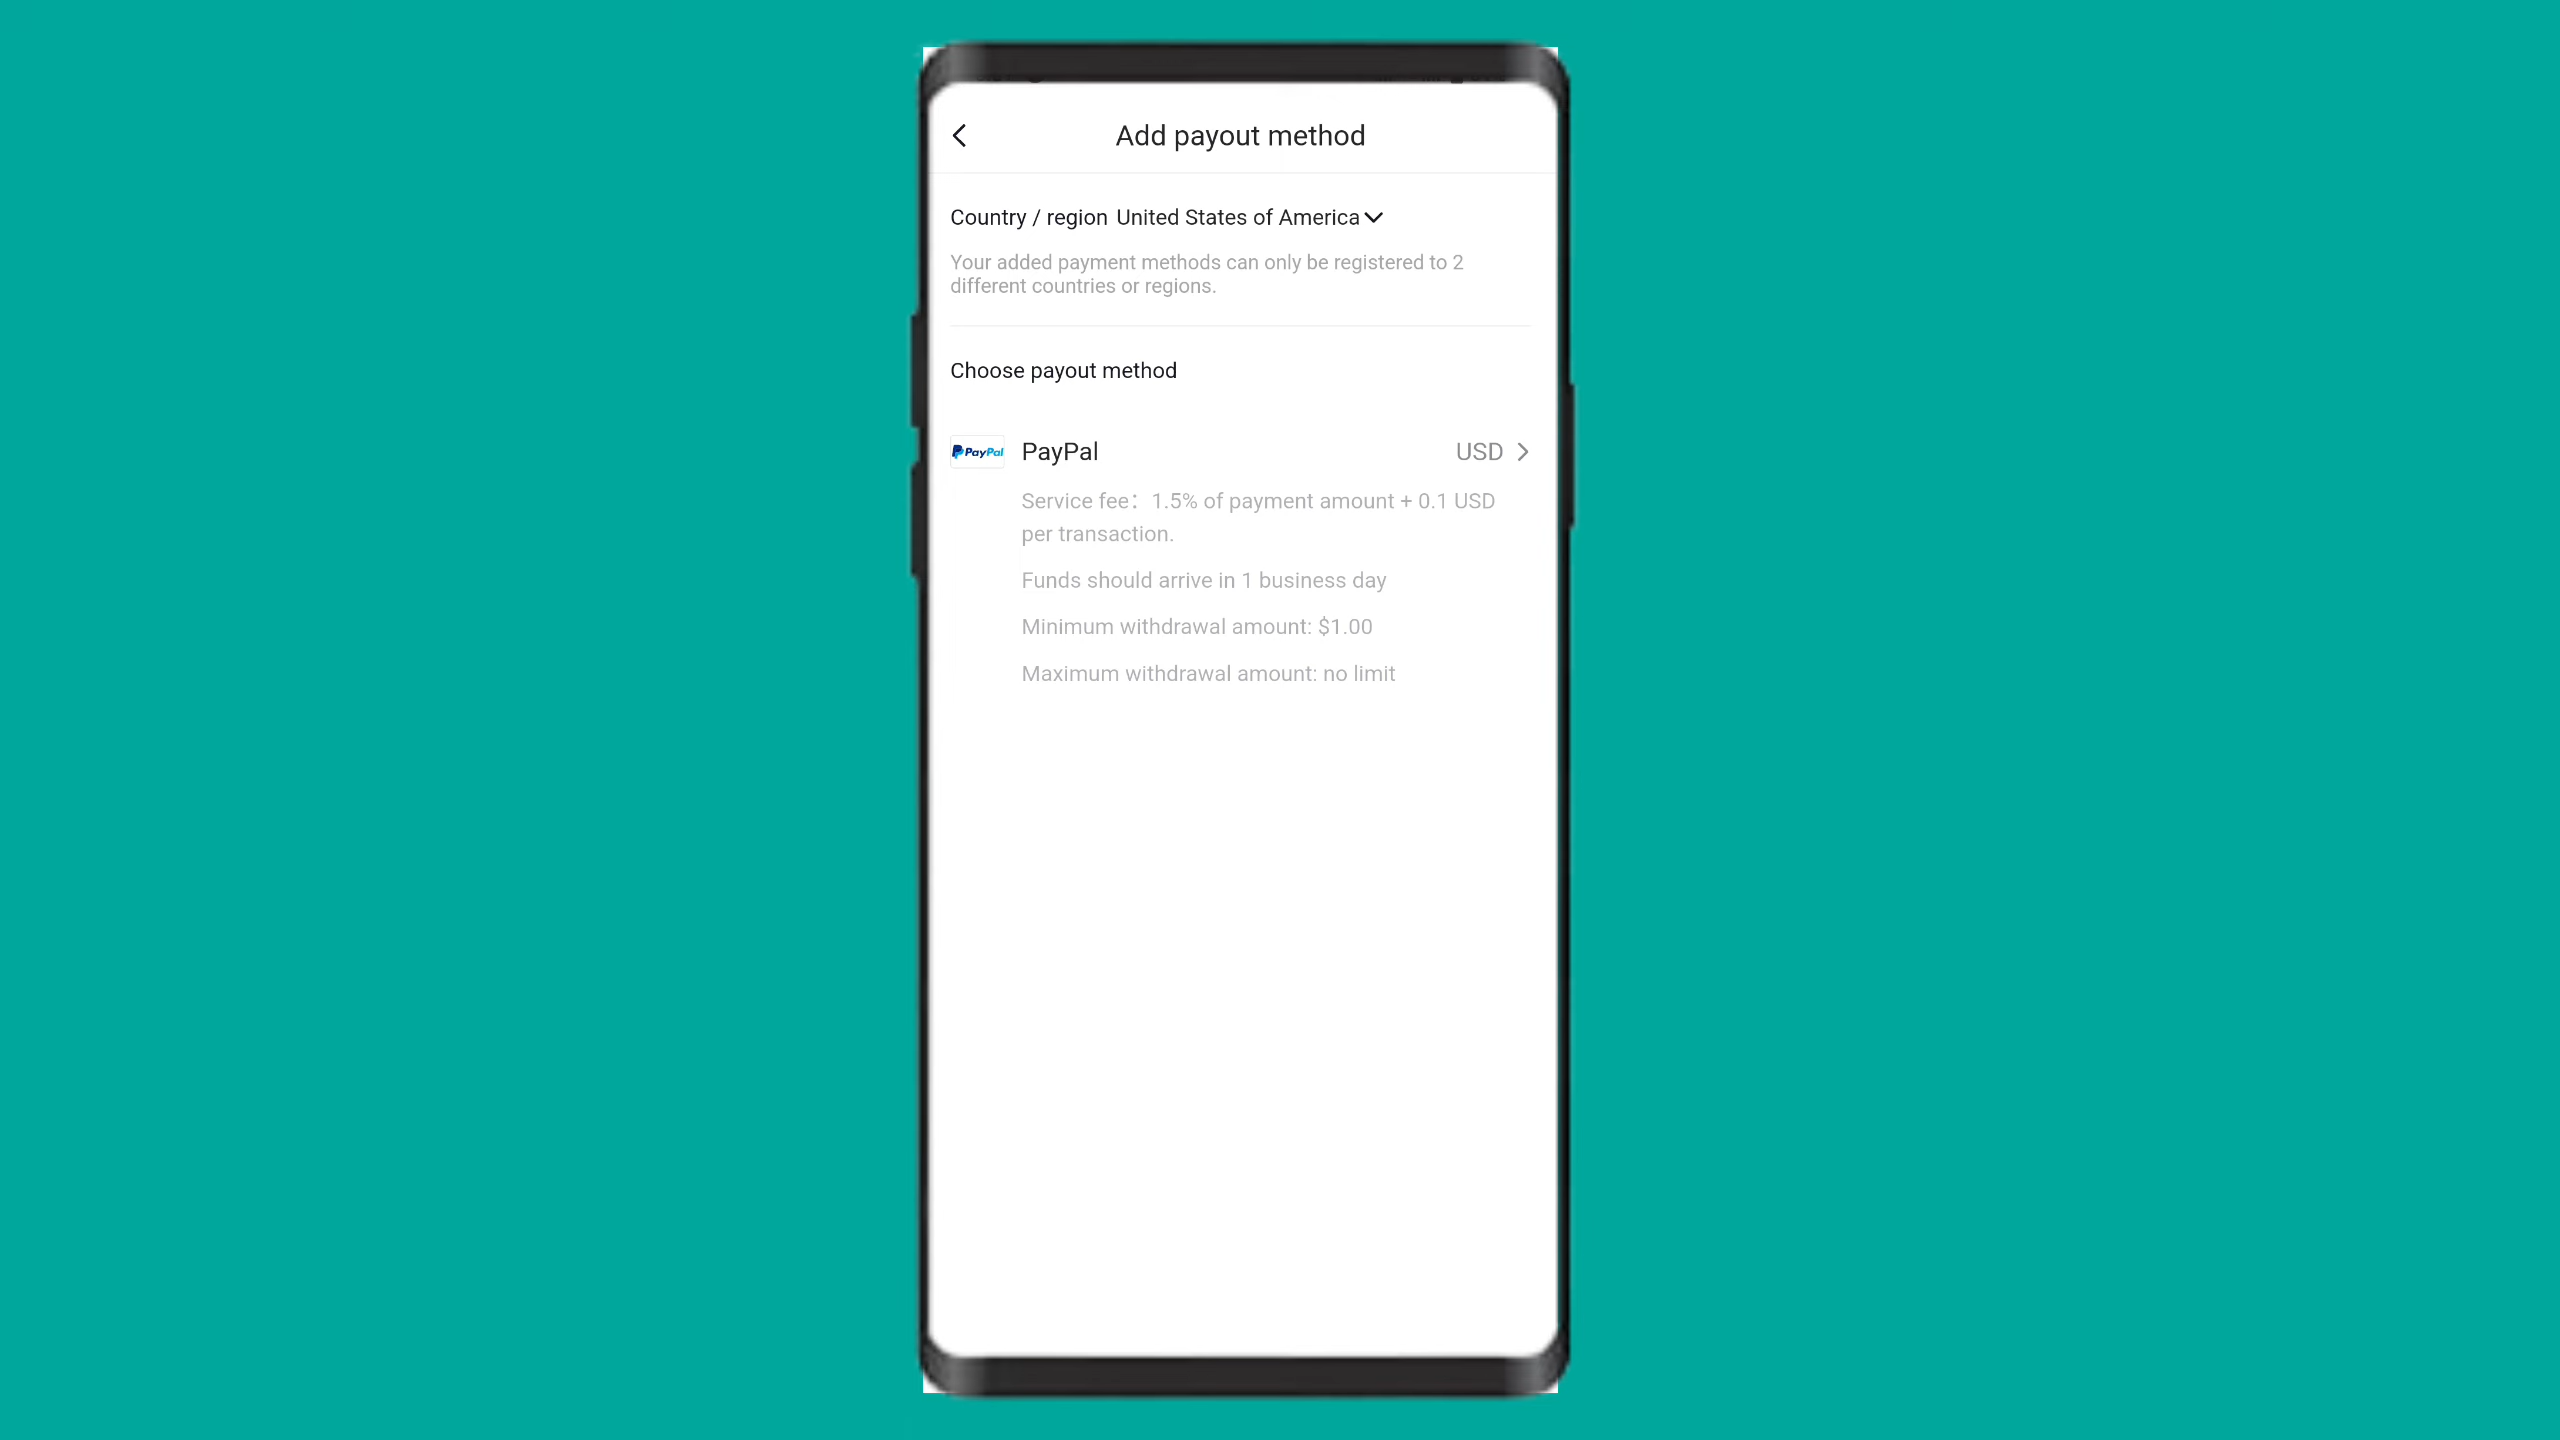 Add payout method
Country / region United States of America
Your added payment methods can only be registered to 2
different countries or regions.
Choose payout method
PayPal PayPal USD
Service fee：1.5% of payment amount + 0.1 USD
per transaction.
Funds should arrive in 1 business day
Minimum withdrawal amount: $1.00
Maximum withdrawal amount: no limit